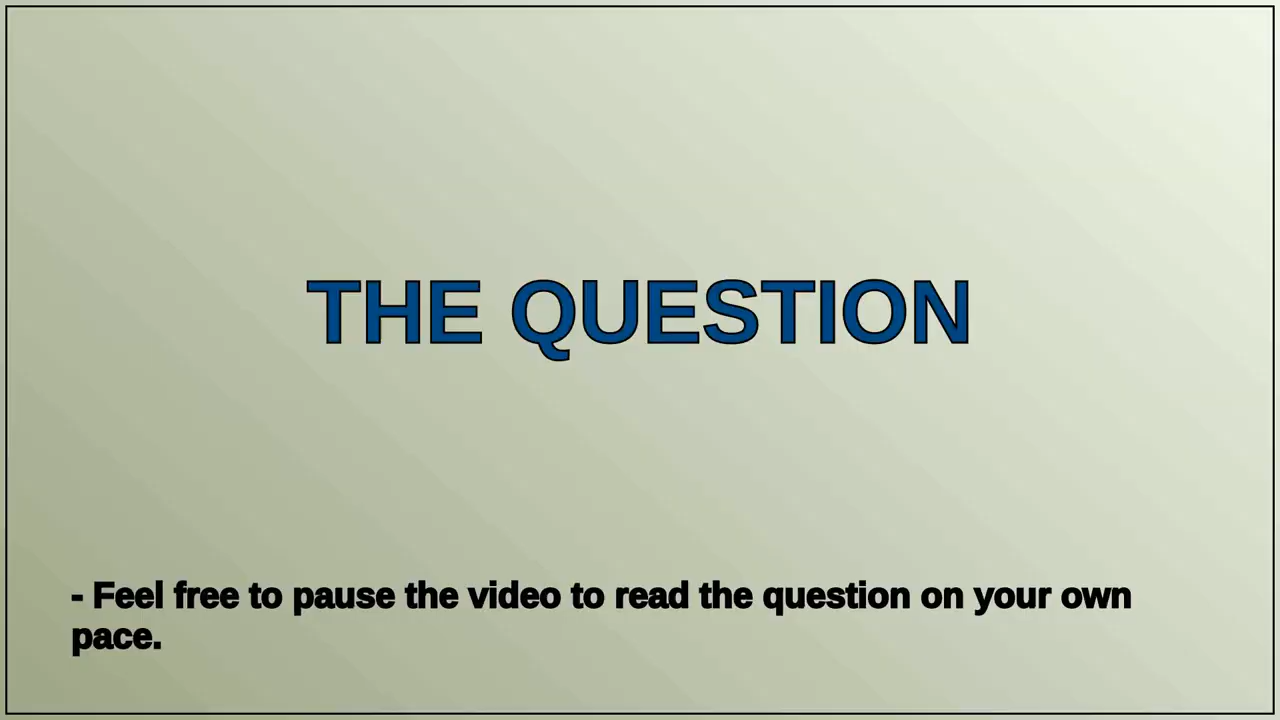 THE QUESTION
- Feel free to pause the video to read the question on your own
pace.